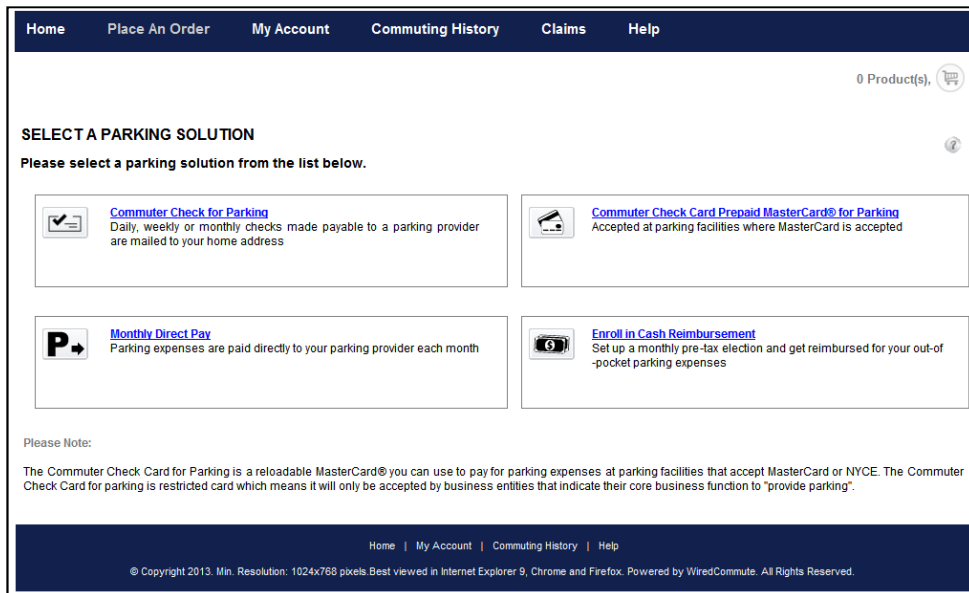 Home Place An Order My Account Commuting History Claims Help
0 Product(s),
SELECT A PARKING SOLUTION
Please select a parking solution from the list below.
Commuter Check for Parking
Daily, weekly or monthly checks made payable to a parking provider
are mailed to your home address
Commuter Check Card Prepaid MasterCard® for Parking
Accepted at parking facilities where MasterCard is accepted
P
Monthly Direct Pay
Parking expenses are paid directly to your parking provider each month
Enroll in Cash Reimbursement
Set up a monthly pre-tax election and get reimbursed for your out-of
-pocket parking expenses
Please Note:
The Commuter Check Card for Parking is a reloadable MasterCard® you can use to pay for parking expenses at parking facilities that accept MasterCard or NYCE. The Commuter
Check Card for parking is restricted card which means it will only be accepted by business entities that indicate their core business function to "provide parking".
Home | My Account | Commuting History | Help
© Copyright 2013. Min. Resolution: 1024x768 pixels.Best viewed in Internet Explorer 9, Chrome and Firefox. Powered by WiredCommute. All Rights Reserved.